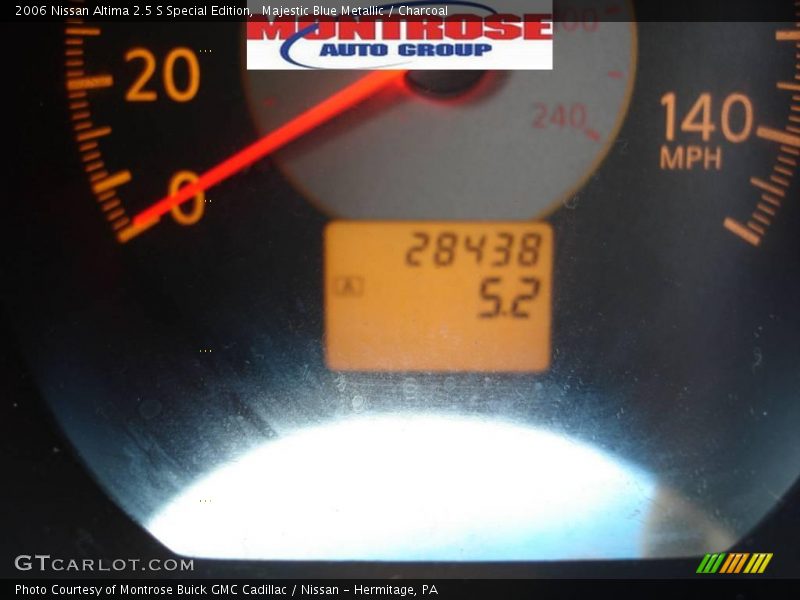 2006 Nissan Altima 2.5 S Special Edition,  Majestic Blue Metallic / Charcoal
MONTROSE
AUTO GROUP
20
0
240
140
MPH
28438
A
5.2
GTCARLOT.COM
Photo Courtesy of Montrose Buick GMC Cadillac / Nissan - Hermitage, PA